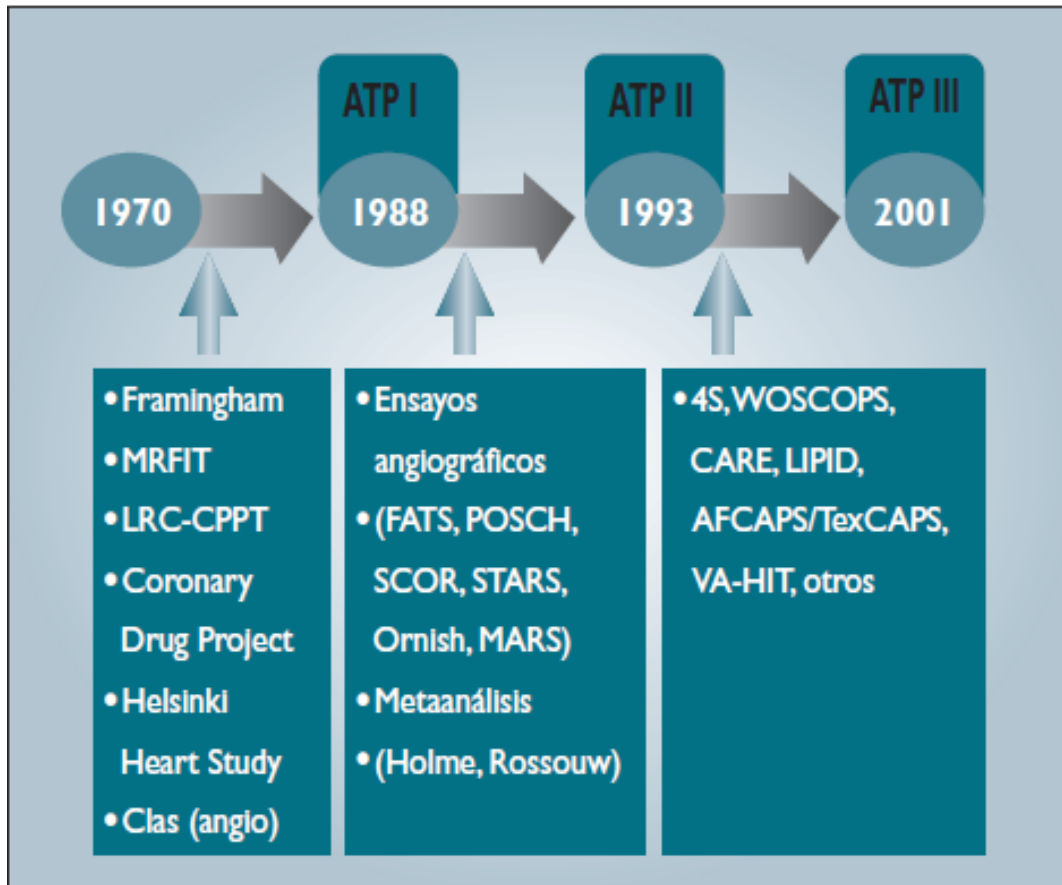 ATP I
ATP II
ATP III
1970
1988
1993
2001
•Framingham
•MRFIT
•LRC-CPPT
•Coronary
Drug Project
•Helsinki
Heart Study
•Clas (angio)
•Ensayos
angiográficos
•(FATS, POSCH,
SCOR, STARS,
Ornish, MARS)
•Metaanálisis
•(Holme, Rossouw)
•4S, WOSCOPS,
CARE, LIPID,
AFCAPS/TexCAPS,
VA-HIT, otros